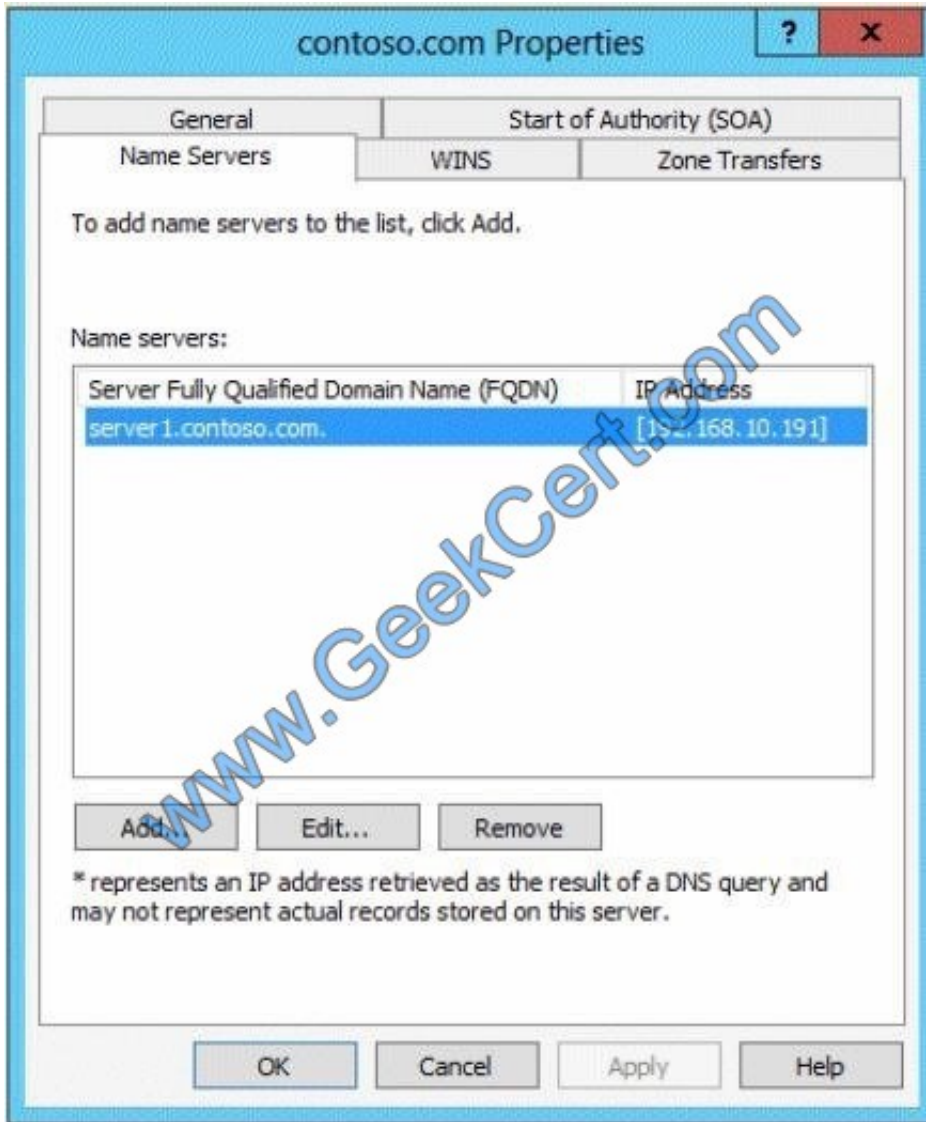 contoso.com Properties
?
x
General
Start of Authority (SOA)
Name Servers
WINS
Zone Transfers
To add name servers to the list, click Add.
Name servers:
Server Fully Qualified Domain Name (FQDN)
IP Address
server1.contoso.com.
[192.168.10.191]
www.GeekCert.com
Add...
Edit...
Remove
* represents an IP address retrieved as the result of a DNS query and
may not represent actual records stored on this server.
OK
Cancel
Apply
Help